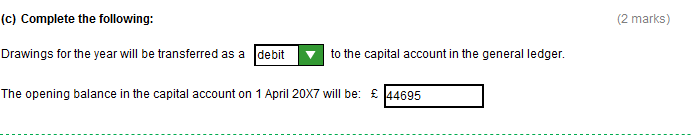 (c) Complete the following: (2 marks)
Drawings for the year will be transferred as a debit to the capital account in the general ledger.
The opening balance in the capital account on 1 April 20X7 will be: £ 44695